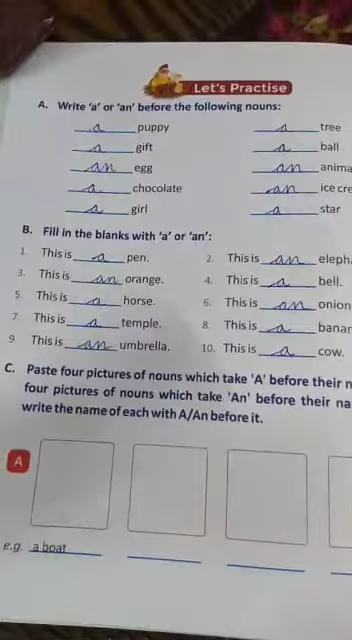 Let's Practise
A. Write 'a' or 'an' before the following nouns:
a puppy a tree
a gift a ball
an egg an anima
a chocolate an ice cre
a girl a star
B. Fill in the blanks with 'a' or 'an':
1. This is a pen. 2. This is an eleph
3. This is an orange. 4. This is a bell.
5. This is a horse. 6. This is an onion
7. This is a temple. 8. This is a banan
9. This is an umbrella. 10. This is a cow.
C. Paste four pictures of nouns which take 'A' before their n
four pictures of nouns which take 'An' before their na
write the name of each with A/An before it.
A
e.g. a boat